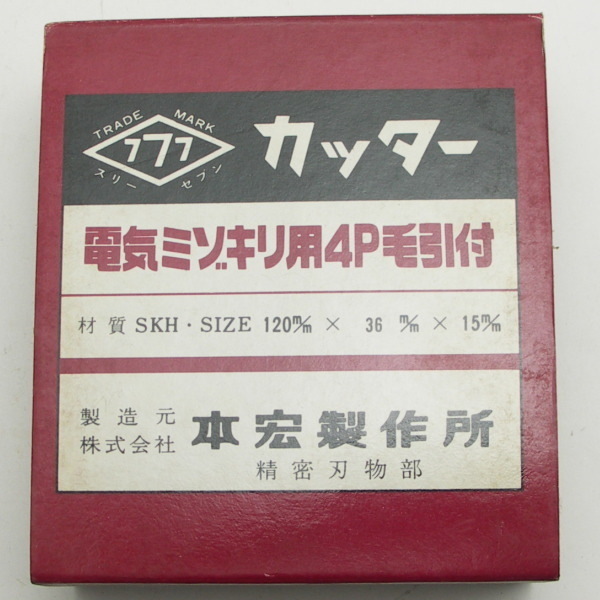 TRADE MARK
777
スリー セブン
カッター
電気ミゾキリ用4P毛引付
材質 SKH・SIZE 120m/m × 36 m/m × 15m/m
製造元
株式会社 本宏製作所
精密刃物部